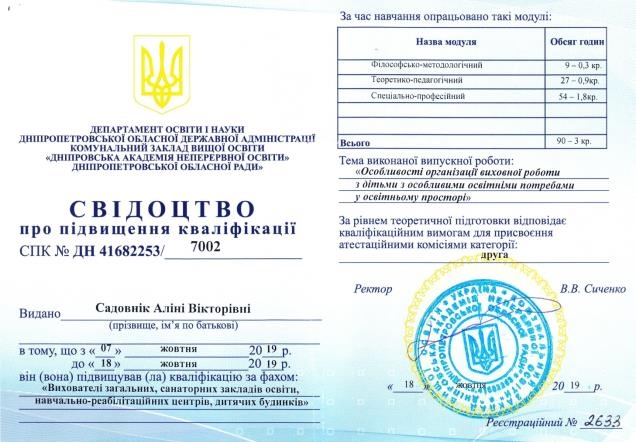 ДЕПАРТАМЕНТ ОСВІТИ І НАУКИ
ДНІПРОПЕТРОВСЬКОЇ ОБЛАСНОЇ ДЕРЖАВНОЇ АДМІНІСТРАЦІЇ
КОМУНАЛЬНИЙ ЗАКЛАД ВИЩОЇ ОСВІТИ
«ДНІПРОВСЬКА АКАДЕМІЯ НЕПЕРЕРВНОЇ ОСВІТИ»
ДНІПРОПЕТРОВСЬКОЇ ОБЛАСНОЇ РАДИ»
СВІДОЦТВО
про підвищення кваліфікації
СПК № ДН 41682253/ 7002
Видано Садовнік Аліні Вікторівні
(прізвище, ім’я по батькові)
в тому, що з « 07 » жовтня 20 19 р.
до « 18 » жовтня 20 19 р.
він (вона) підвищував (ла) кваліфікацію за фахом:
«Вихователі загальних, санаторних закладів освіти,
навчально-реабілітаційних центрів, дитячих будинків»
За час навчання опрацьовано такі модулі:
Назва модуля Обсяг годин
Філософсько-методологічний 9 – 0,3 кр.
Теоретико-педагогічний 27 – 0,9кр.
Спеціально-професійний 54 – 1,8кр.
Всього 90 – 3 кр.
Тема виконаної випускної роботи:
«Особливості організації виховної роботи
з дітьми з особливими освітніми потребами
у освітньому просторі»
За рівнем теоретичної підготовки відповідає
кваліфікаційним вимогам для присвоєння
атестаційними комісіями категорії:
друга
Ректор В.В. Сиченко
« 18 » жовтня 20 19 р.
Реєстраційний № 2633